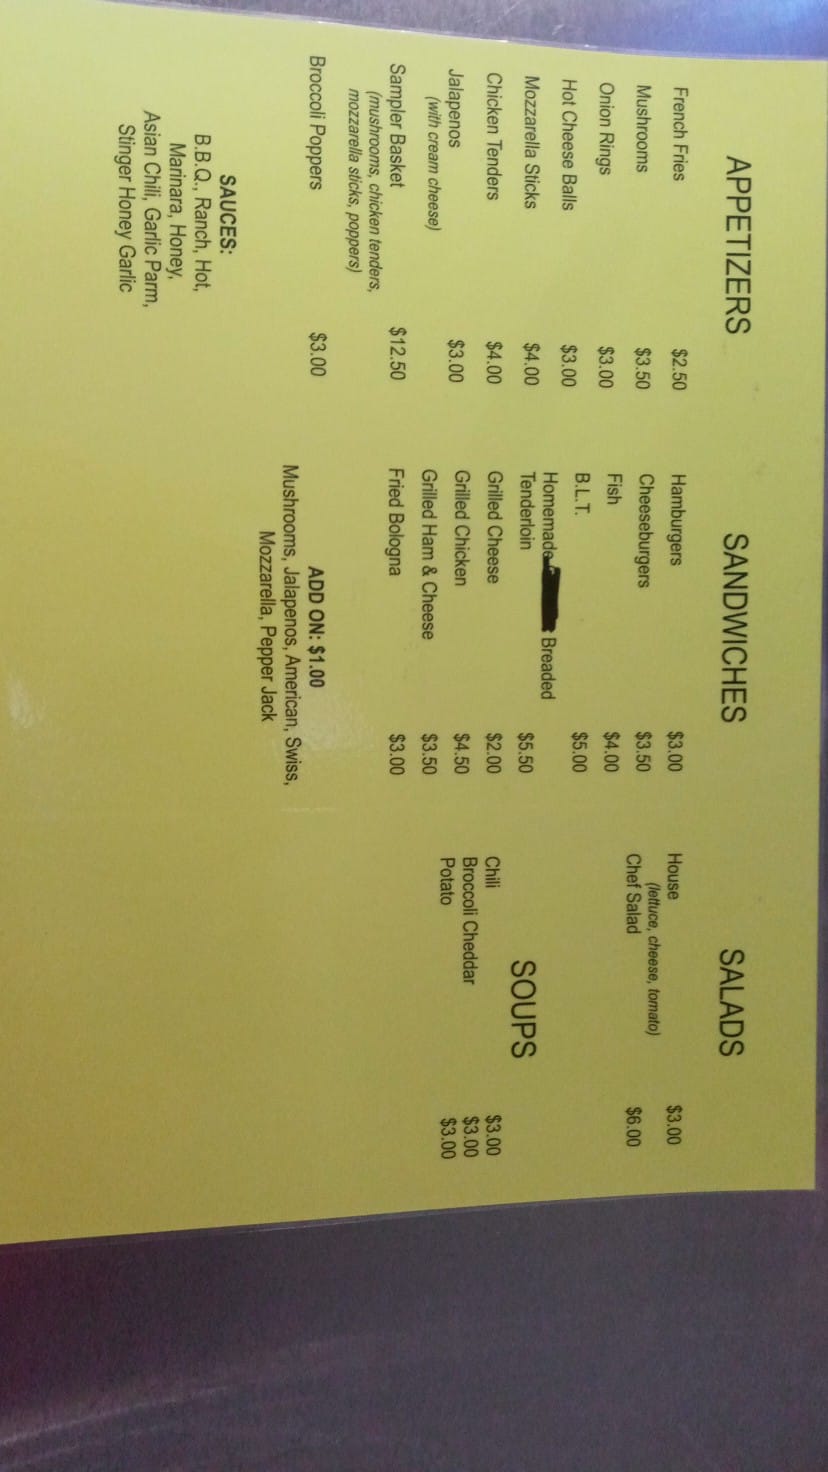 APPETIZERS
French Fries $2.50
Mushrooms $3.50
Onion Rings $3.00
Hot Cheese Balls $3.00
Mozzarella Sticks $4.00
Chicken Tenders $4.00
Jalapenos $3.00
(with cream cheese)
Sampler Basket $12.50
(mushrooms, chicken tenders,
mozzarella sticks, poppers)
Broccoli Poppers $3.00
SAUCES:
B.B.Q., Ranch, Hot,
Marinara, Honey,
Asian Chili, Garlic Parm,
Stinger Honey Garlic
SANDWICHES
Hamburgers $3.00
Cheeseburgers $3.50
Fish $4.00
B.L.T. $5.00
Homemade Breaded
Tenderloin $5.50
Grilled Cheese $2.00
Grilled Chicken $4.50
Grilled Ham & Cheese $3.50
Fried Bologna $3.00
ADD ON: $1.00
Mushrooms, Jalapenos, American, Swiss,
Mozzarella, Pepper Jack
SALADS
House $3.00
(lettuce, cheese, tomato)
Chef Salad $6.00
SOUPS
Chili $3.00
Broccoli Cheddar $3.00
Potato $3.00